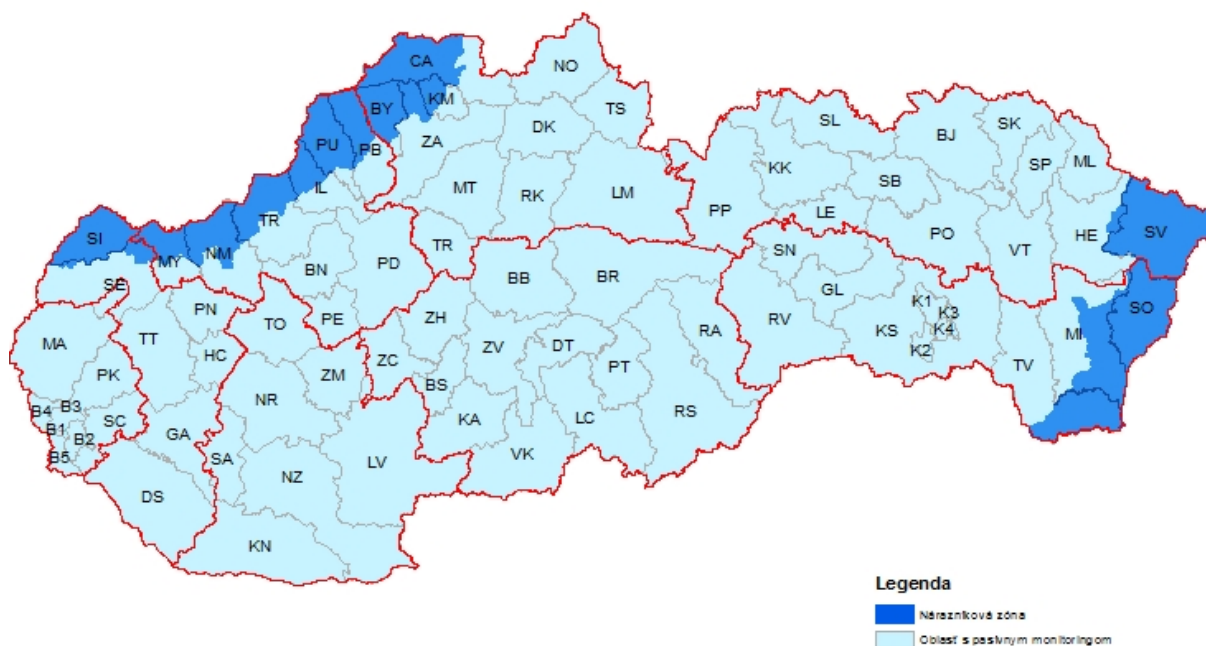 CA
NO
KM
BY
TS
SL
SK
BJ
DK
PU
ZA
PB
SP
ML
KK
IL
MT
RK
LM
SB
PP
LE
PO
TR
SI
MY
NM
TR
HE
SV
VT
SN
BN
PD
BB
BR
GL
SE
PN
PE
TO
ZH
RV
K1
K3
K4
KS
K2
SO
MI
MA
TT
HC
ZC
ZV
DT
RA
PT
TV
PK
ZM
BS
NR
KA
LC
RS
B4
B3
SC
B1
B2
B5
GA
SA
NZ
LV
VK
DS
KN
Legenda
Nárazníková zóna
Oblasť s pasívnym monitoringom